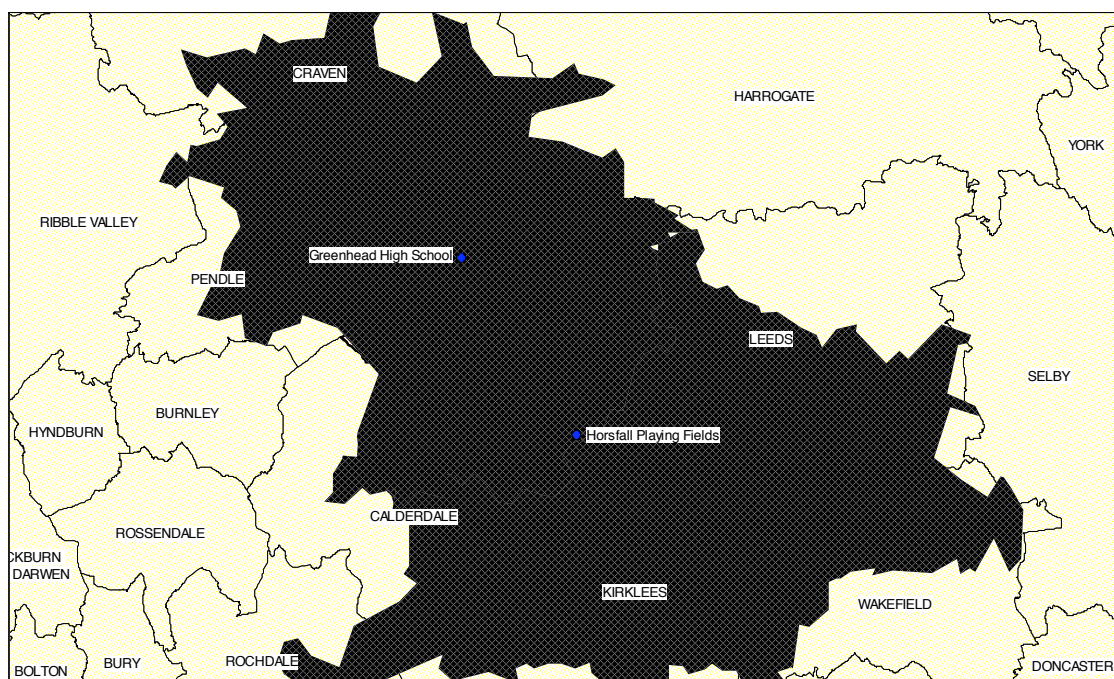 CRAVEN
HARROGATE
YORK
RIBBLE VALLEY
Greenhead High School
PENDLE
LEEDS
SELBY
BURNLEY
HYNDBURN
Horsfall Playing Fields
CALDERDALE
ROSSENDALE
CKBURN
DARWEN
KIRKLEES
WAKEFIELD
ROCHDALE
BURY
BOLTON
DONCASTER